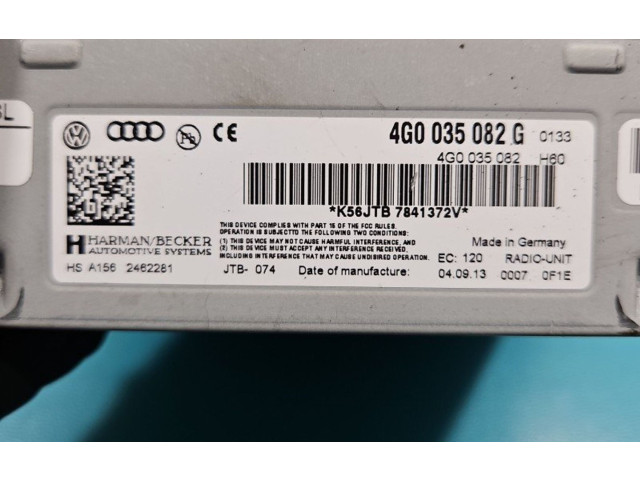 SL
4G0 035 082 G 0133
4G0 035 082 H60
*K56JTB 7841372V*
THIS DEVICE COMPLIES WITH PART 15 OF THE FCC RULES.
OPERATION IS SUBJECTTO THE FOLLOWING TWO CONDITIONS:
(1) THIS DEVICE MAY NOT CAUSE HARMFUL INTERFERENCE, AND
(2) THIS DEVICE MUST ACCEPT ANY INTERFERENCE RECEIVED.
INCLUDING INTERFERENCE THAT MAY CAUSE UNDESIRED OPERATION.
HARMAN/BECKER
AUTOMOTIVE SYSTEMS
Made in Germany
EC: 120 RADIO-UNIT
HS A156 2462281 JTB- 074 Date of manufacture: 04.09.13 0007 0F1E